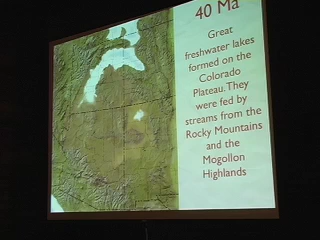 40 Ma
Great
freshwater lakes
formed on the
Colorado
Plateau. They
were fed by
streams from the
Rocky Mountains
and the
Mogollon
Highlands